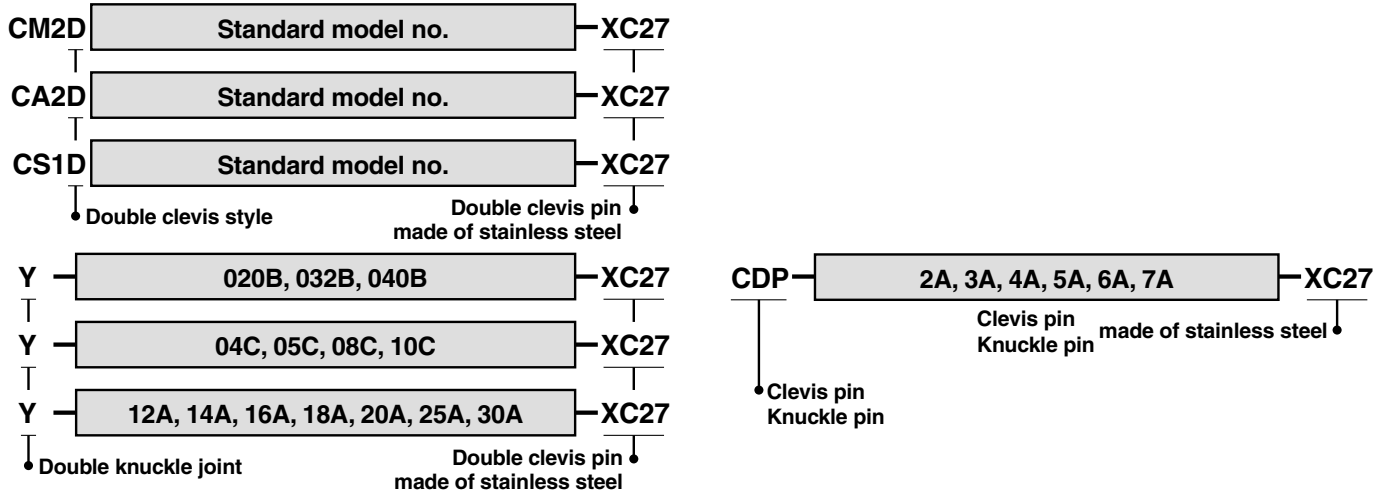 CM2D Standard model no. XC27
CA2D Standard model no. XC27
CS1D Standard model no. XC27
Double clevis style
Double clevis pin
made of stainless steel
Y 020B, 032B, 040B XC27
Y 04C, 05C, 08C, 10C XC27
Y 12A, 14A, 16A, 18A, 20A, 25A, 30A XC27
Double knuckle joint
Double clevis pin
made of stainless steel
CDP 2A, 3A, 4A, 5A, 6A, 7A XC27
Clevis pin
Knuckle pin
made of stainless steel
Clevis pin
Knuckle pin